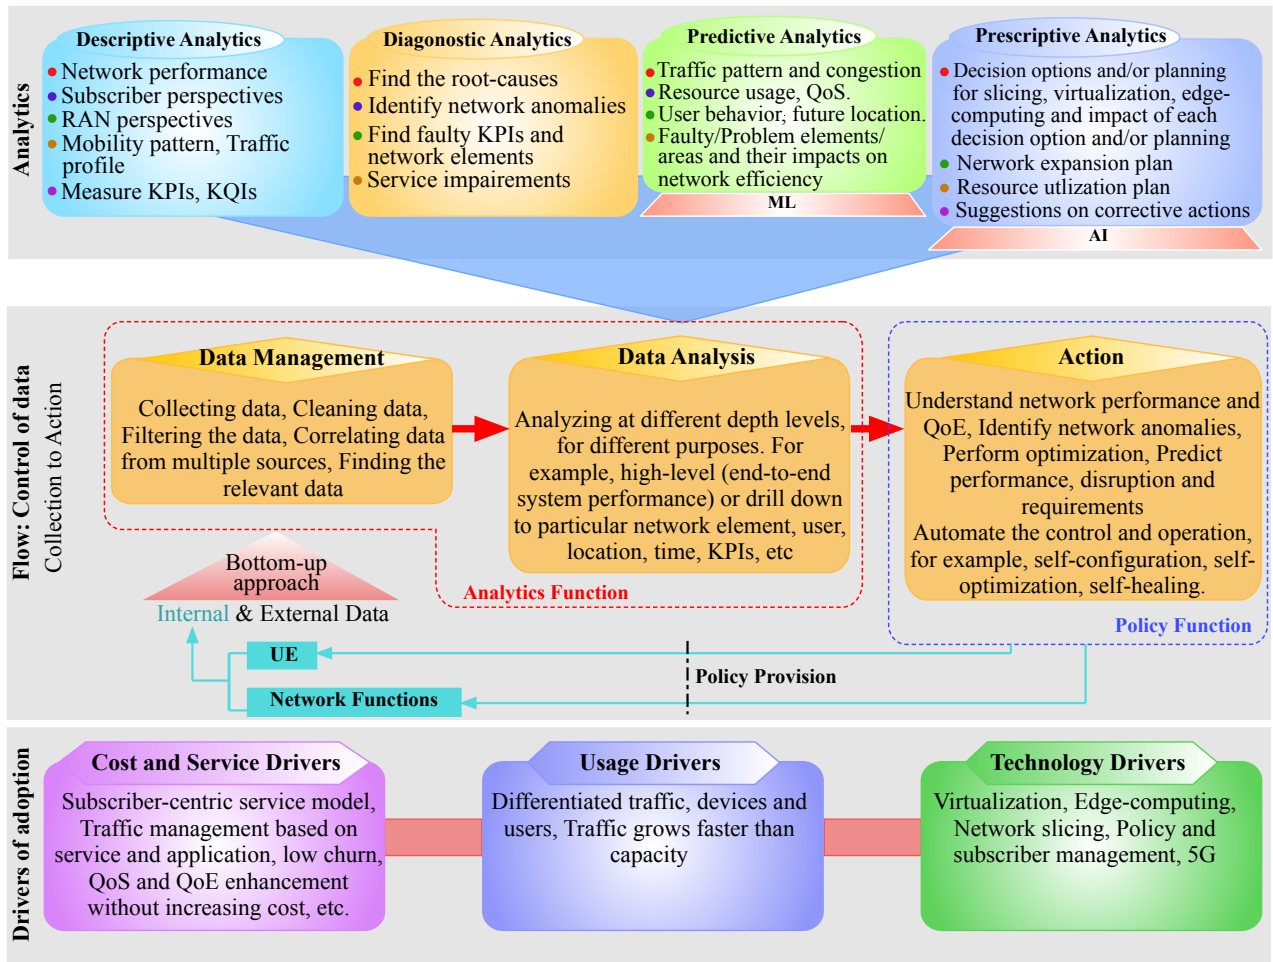 Analytics
Descriptive Analytics
Network performance
Subscriber perspectives
RAN perspectives
Mobility pattern, Traffic
profile
Measure KPIs, KQIs
Diagonostic Analytics
Find the root-causes
Identify network anomalies
Find faulty KPIs and
network elements
Service impairements
Predictive Analytics
Traffic pattern and congestion
Resource usage, QoS.
User behavior, future location.
Faulty/Problem elements/
areas and their impacts on
network efficiency
ML
Prescriptive Analytics
Decision options and/or planning
for slicing, virtualization, edge-
computing and impact of each
decision option and/or planning
Network expansion plan
Resource utlization plan
Suggestions on corrective actions
AI
Flow: Control of data
Collection to Action
Data Management
Collecting data, Cleaning data,
Filtering the data, Correlating data
from multiple sources, Finding the
relevant data
Data Analysis
Analyzing at different depth levels,
for different purposes. For
example, high-level (end-to-end
system performance) or drill down
to particular network element, user,
location, time, KPIs, etc
Action
Understand network performance and
QoE, Identify network anomalies,
Perform optimization, Predict
performance, disruption and
requirements
Automate the control and operation,
for example, self-configuration, self-
optimization, self-healing.
Bottom-up
approach
Internal & External Data
Analytics Function
Policy Function
UE
Policy Provision
Network Functions
Drivers of adoption
Cost and Service Drivers
Subscriber-centric service model,
Traffic management based on
service and application, low churn,
QoS and QoE enhancement
without increasing cost, etc.
Usage Drivers
Differentiated traffic, devices and
users, Traffic grows faster than
capacity
Technology Drivers
Virtualization, Edge-computing,
Network slicing, Policy and
subscriber management, 5G